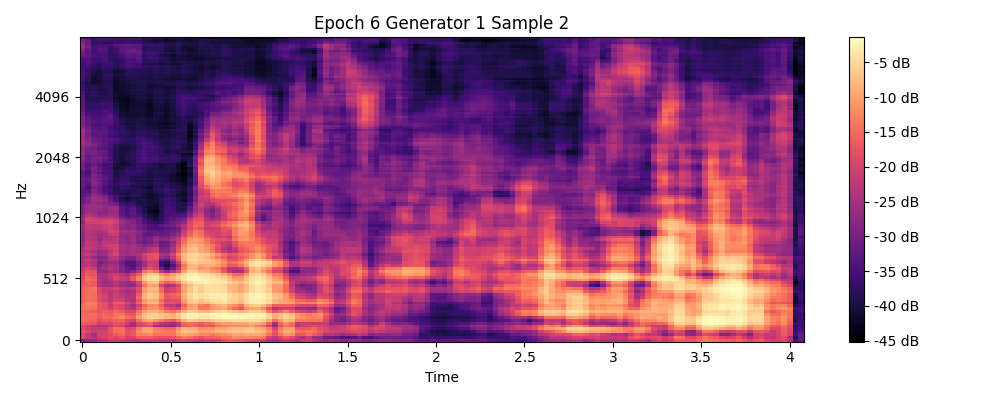 Epoch 6 Generator 1 Sample 2
Hz
4096
2048
1024
512
0
0 0.5 1 1.5 2 2.5 3 3.5 4
Time
-5 dB
-10 dB
-15 dB
-20 dB
-25 dB
-30 dB
-35 dB
-40 dB
-45 dB